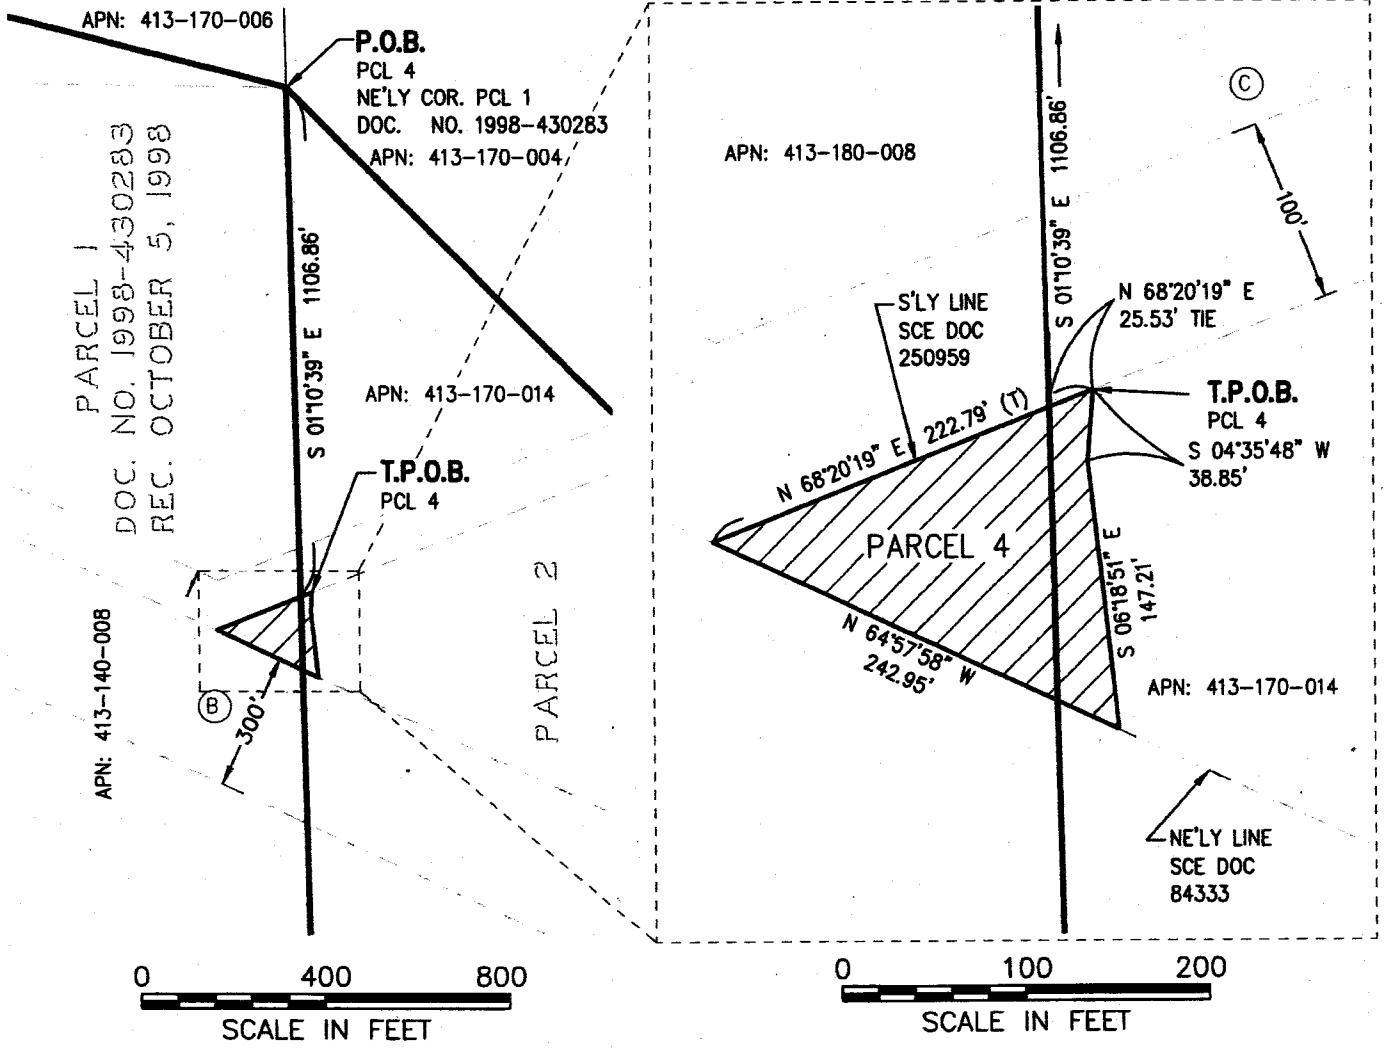 APN: 413-170-006
P.O.B.
PCL 4
NE'LY COR. PCL 1
DOC. NO. 1998-430283
APN: 413-170-004
PARCEL 1
DOC. NO. 1998-430283
REC. OCTOBER 5, 1998
S 01°10'39" E 1106.86'
APN: 413-170-014
T.P.O.B.
PCL 4
APN: 413-140-008
B
300'
PARCEL 2
0 400 800
SCALE IN FEET
APN: 413-180-008
S 01°10'39" E 1106.86'
C
100'
S'LY LINE
SCE DOC
250959
N 68°20'19" E
25.53' TIE
T.P.O.B.
PCL 4
S 04°35'48" W
38.85'
N 68°20'19" E 222.79' (T)
PARCEL 4
S 06°18'51" E
147.21'
N 64°57'58" W
242.95'
APN: 413-170-014
NE'LY LINE
SCE DOC
84333
0 100 200
SCALE IN FEET